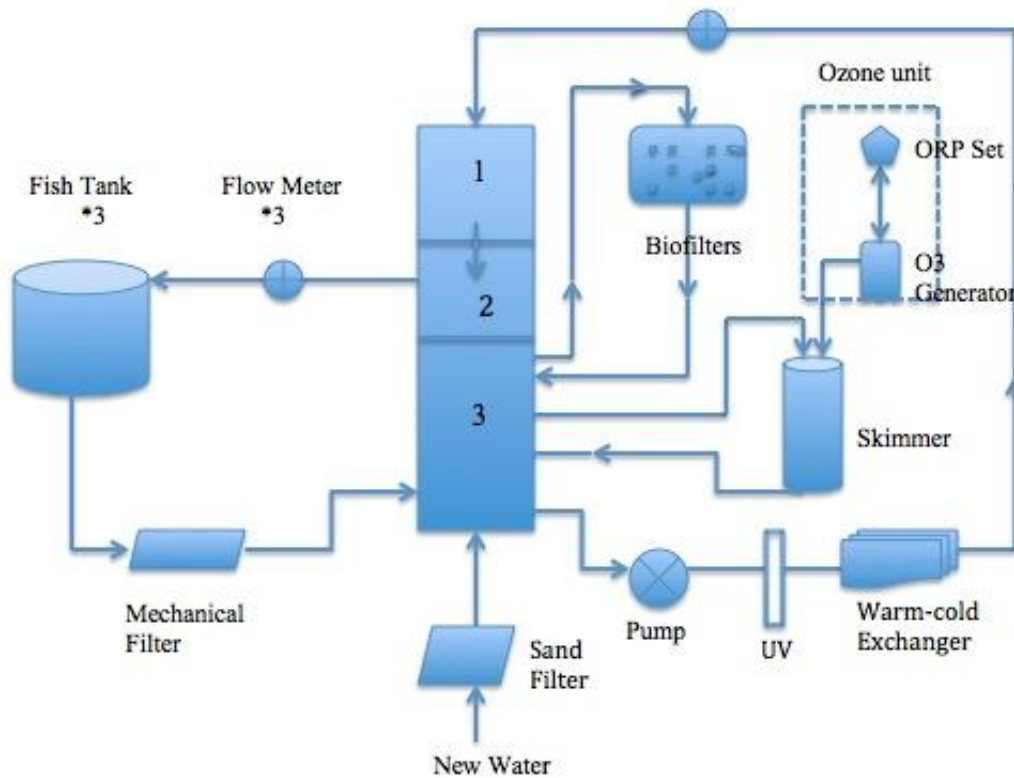 Ozone unit
ORP Set
1
Fish Tank
*3
Flow Meter
*3
Biofilters
O3
Generator
2
3
Skimmer
Mechanical
Filter
Sand
Filter
Pump
UV
Warm-cold
Exchanger
New Water